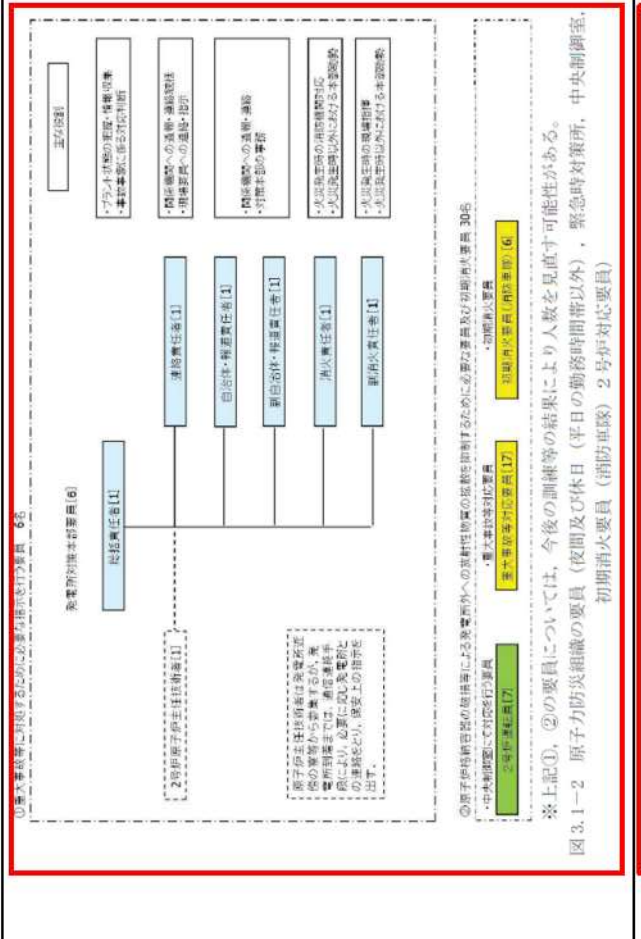 ①重大事故等に対処するために必要な指示を行う要員 6名
発電所対策本部要員[6]
主な役割
総括責任者[1]
・プラント状態の把握・情報収集
・事故事象に係る対応判断
2号炉原子炉主任技術者[1]
連絡責任者[1]
・関係機関への通報・連絡統括
・現場要員への連絡・指示
自治体・報道責任者[1]
副自治体・報道責任者[1]
・関係機関への通報・連絡
・対策本部の事務
消火責任者[1]
・火災発生時の消防機関対応
・火災発生時以外における本部助勢
副消火責任者[1]
・火災発生時の現場指揮
・火災発生時以外における本部助勢
原子炉主任技術者は発電所近
傍の寮等から参集するが、発
電所到着までは、通信連絡手
段により、必要に応じ発電所と
の連絡をとり、保安上の指示を
出す。
②原子炉格納容器の破損等による発電所外への放射性物質の拡散を抑制するために必要な要員及び初期消火要員 30名
・中央制御室にて対応を行う要員
2号炉運転員[7]
・重大事故等対応要員
重大事故等対応要員[17]
・初期消火要員
初期消火要員(消防車隊)[6]
※上記①，②の要員については，今後の訓練等の結果により人数を見直す可能性がある。
図3.1－2 原子力防災組織の要員（夜間及び休日（平日の勤務時間帯以外），緊急時対策所，中央制御室，
初期消火要員（消防車隊）2号炉対応要員）